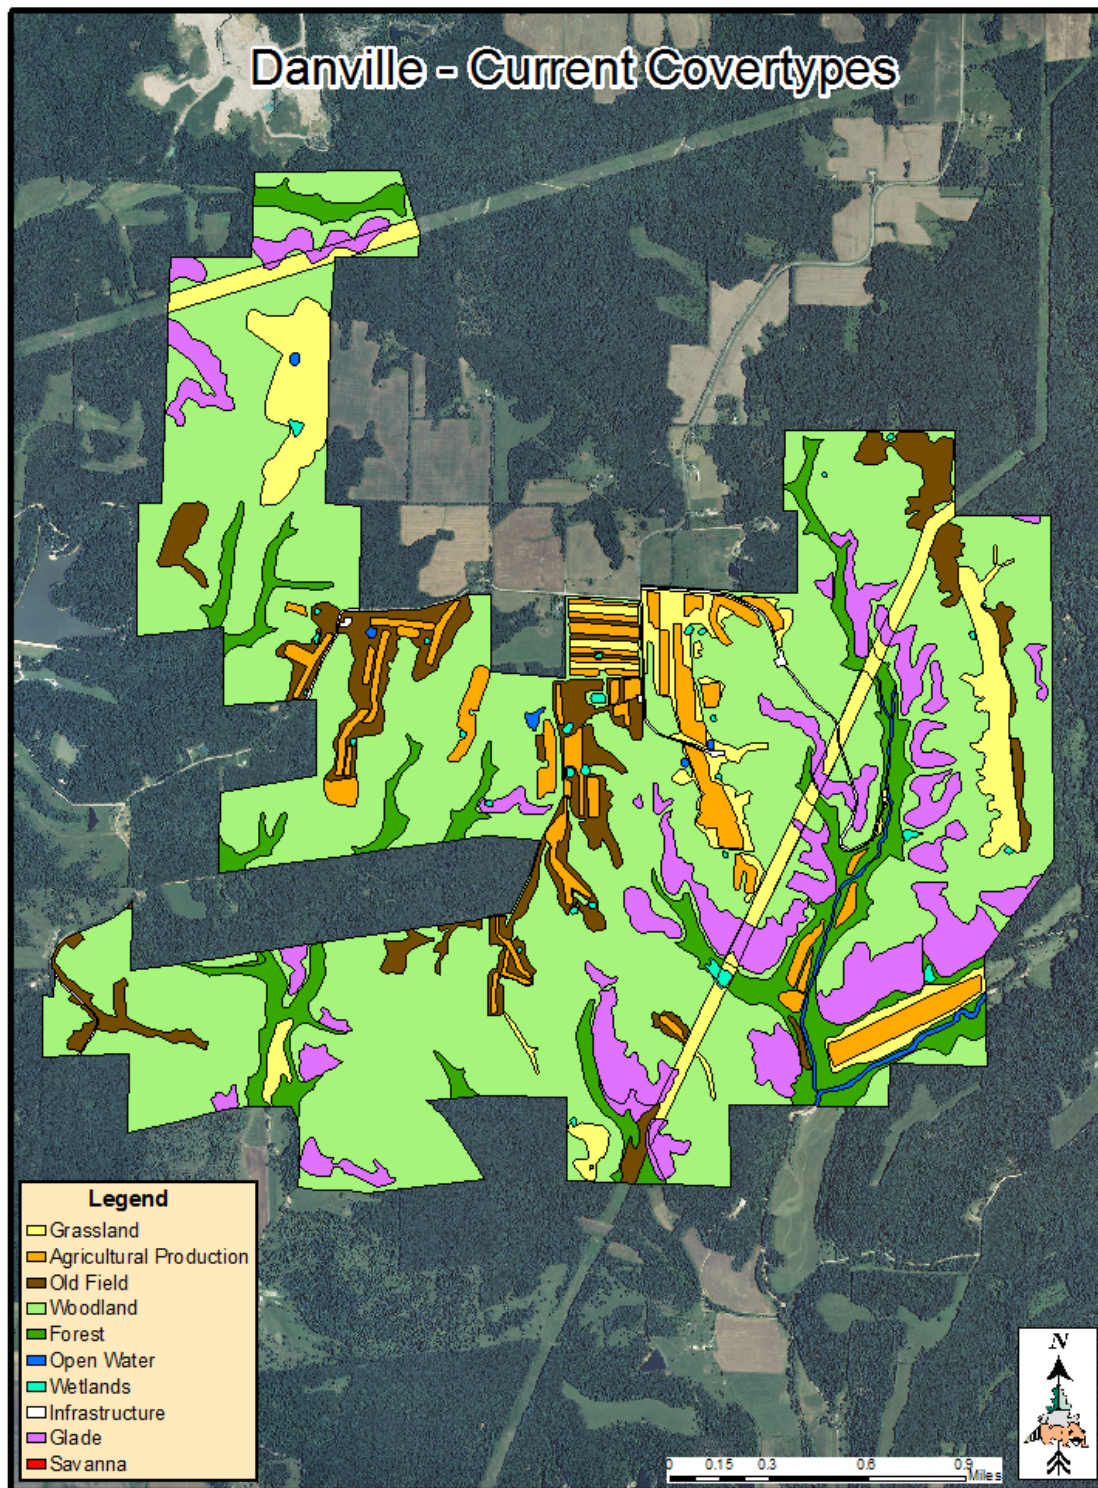 Danville - Current Covertypes
Legend
Grassland
Agricultural Production
Old Field
Woodland
Forest
Open Water
Wetlands
Infrastructure
Glade
Savanna
N
0 0.15 0.3 0.6 0.9
Miles